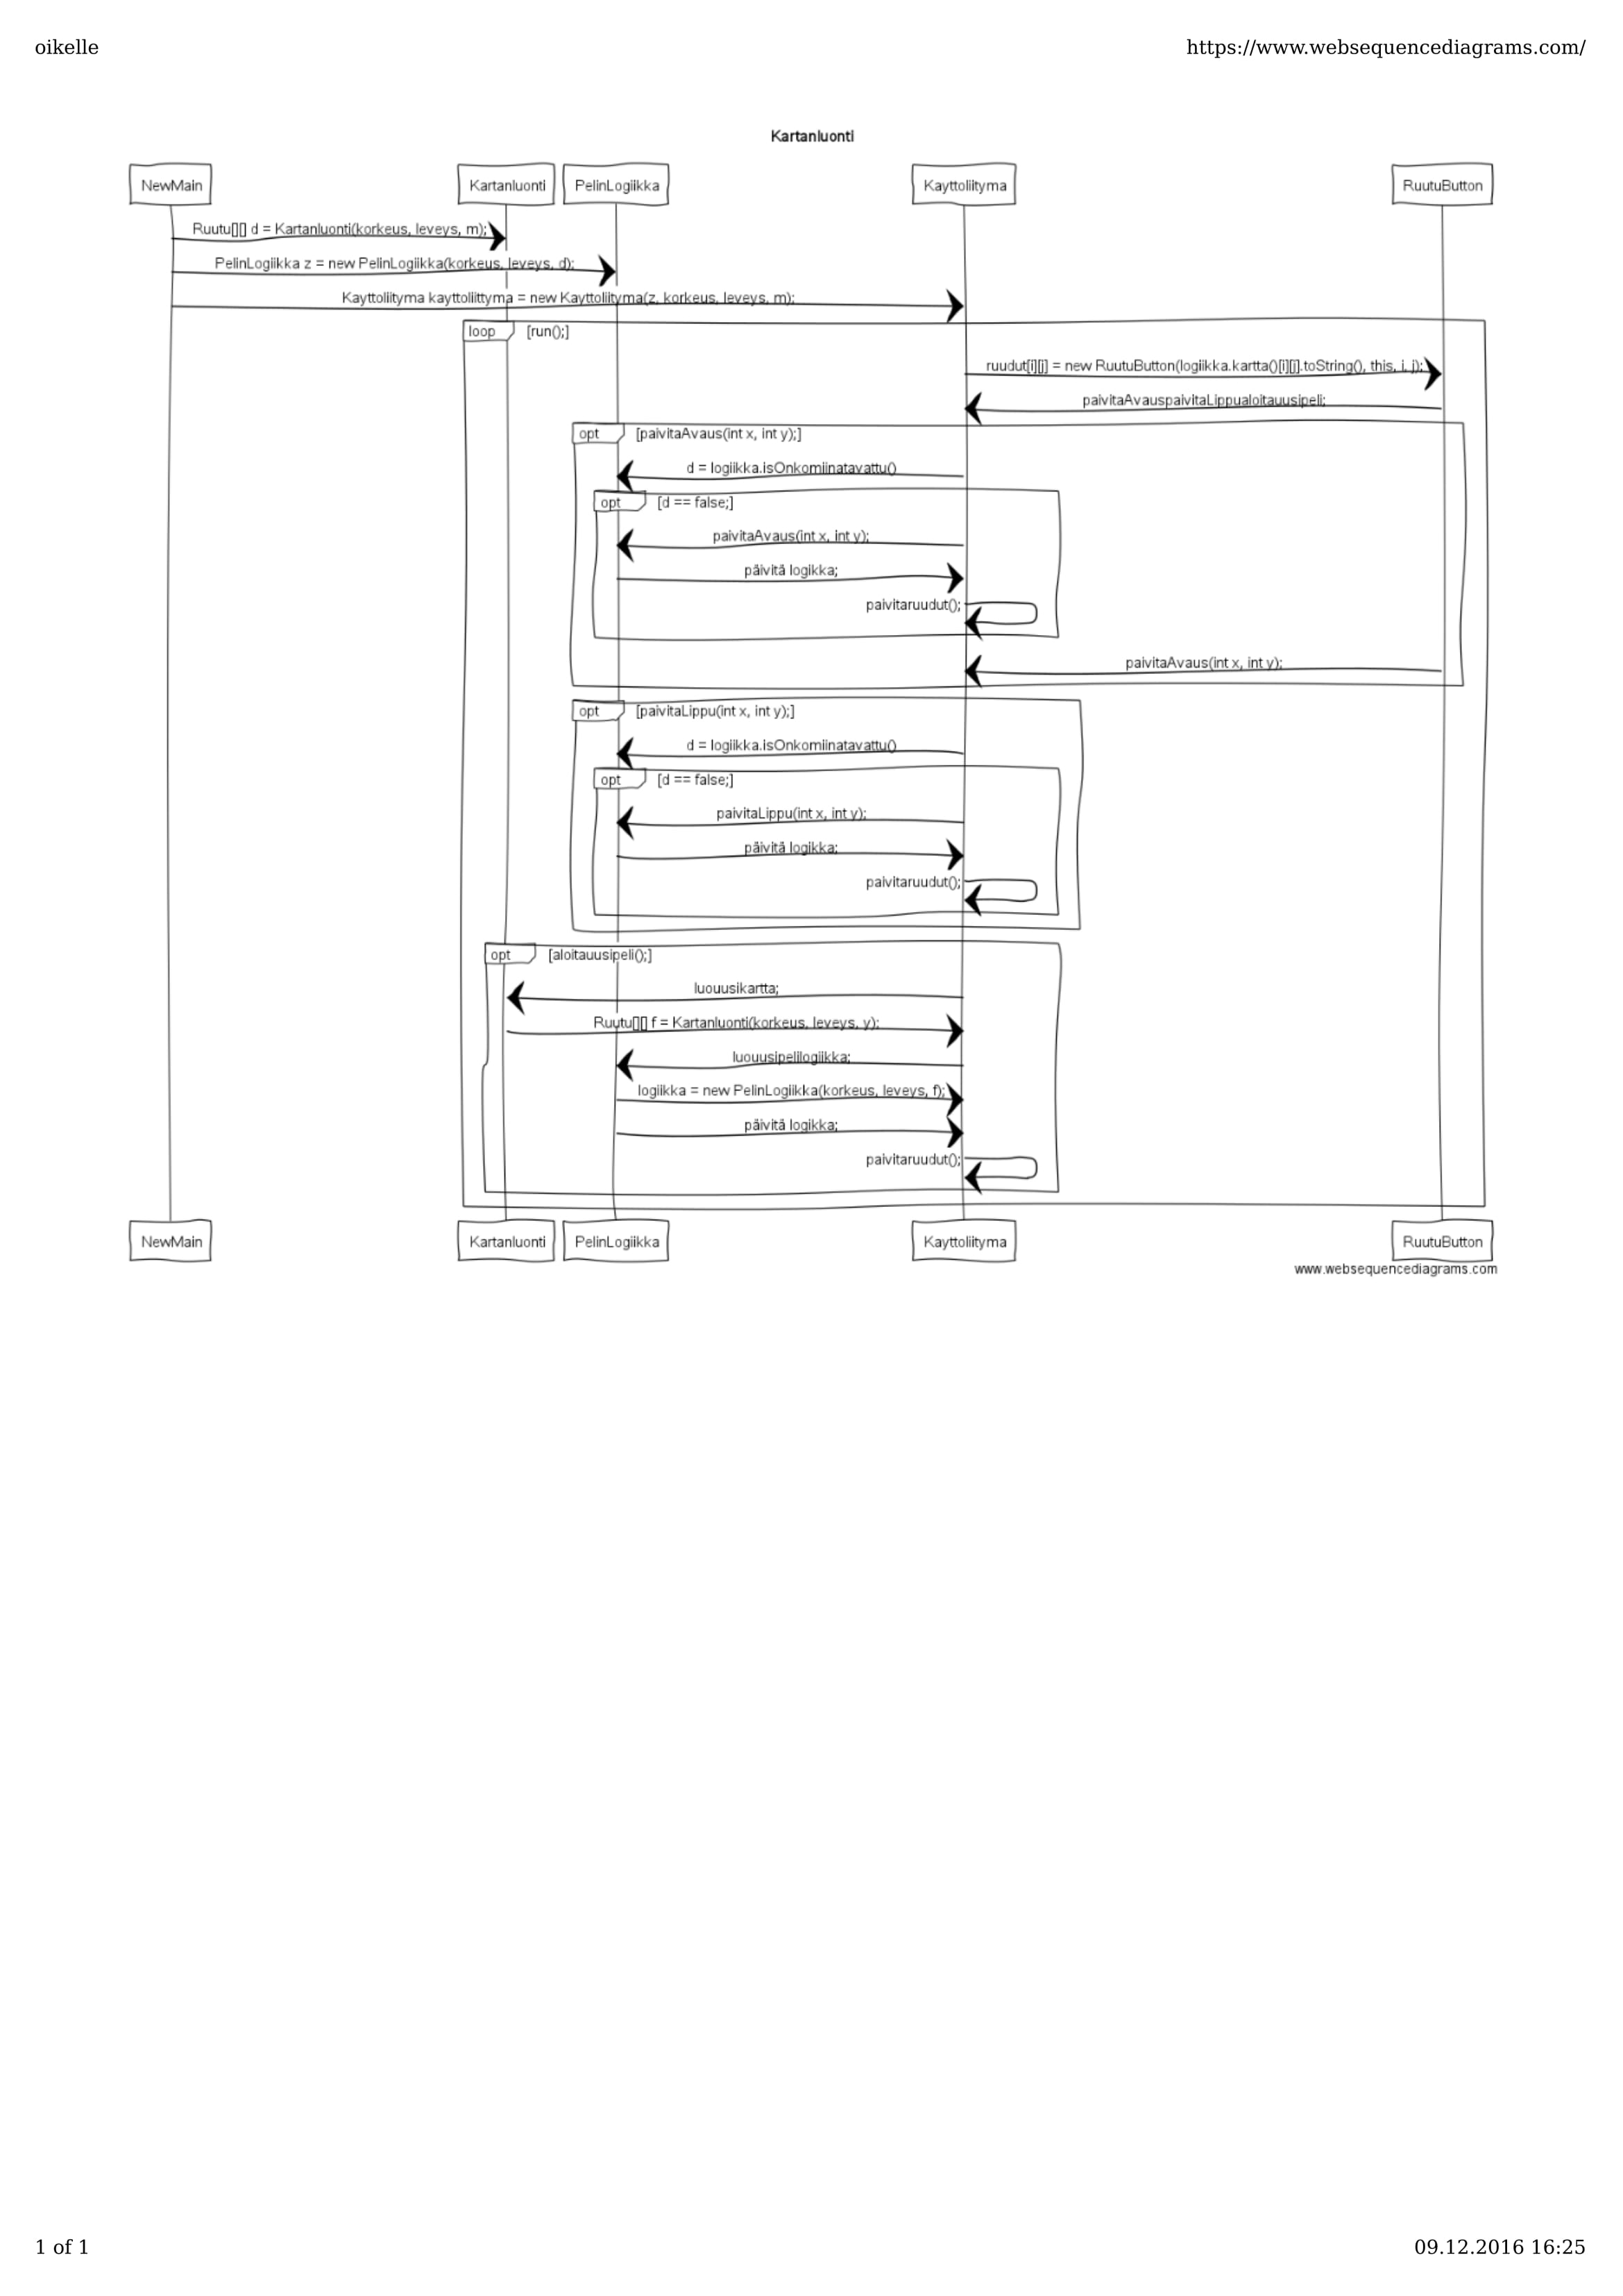 oikelle https://www.websequencediagrams.com/
Kartanluonti
NewMain Kartanluonti PelinLogiikka Kayttoliityma RuutuButton
Ruutu[][] d = Kartanluonti(korkeus, leveys, m);
PelinLogiikka z = new PelinLogiikka(korkeus, leveys, d);
Kayttoliityma kayttoliittyma = new Kayttoliityma(z, korkeus, leveys, m);
loop [run();]
ruudut[i][j] = new RuutuButton(logiikka.kartta()[i][j].toString(), this, i, j);
paivitaAvauspaivitaLippualoitauusipeli;
opt [paivitaAvaus(int x, int y);]
d = logiikka.isOnkomiinatavattu()
opt [d == false;]
paivitaAvaus(int x, int y);
päivitä logikka;
paivitaruudut();
paivitaAvaus(int x, int y);
opt [paivitaLippu(int x, int y);]
d = logiikka.isOnkomiinatavattu()
opt [d == false;]
paivitaLippu(int x, int y);
päivitä logikka;
paivitaruudut();
opt [aloitauusipeli();]
luouusikartta;
Ruutu[][] f = Kartanluonti(korkeus, leveys, y);
luouusipelilogiikka;
logiikka = new PelinLogiikka(korkeus, leveys, f);
päivitä logikka;
paivitaruudut();
NewMain Kartanluonti PelinLogiikka Kayttoliityma RuutuButton
www.websequencediagrams.com
1 of 1 09.12.2016 16:25